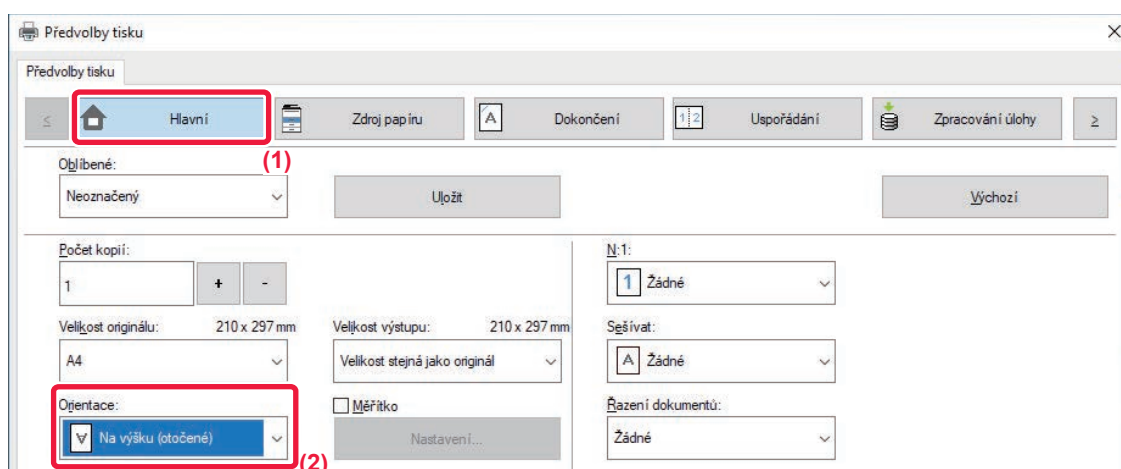 Předvolby tisku
Předvolby tisku
< Hlavní Zdroj papíru A Dokončení 1 2 Uspořádání Zpracování úlohy >
(1)
Oblíbené:
Neoznačený Uložit Výchozí
Počet kopií: N:1:
1 + - 1 Žádné
Velikost originálu: 210 x 297 mm Velikost výstupu: 210 x 297 mm Sešívat:
A4 Velikost stejná jako originál A Žádné
Orientace: Měřítko Řazení dokumentů:
A Na výšku (otočené) Nastavení... Žádné
(2)